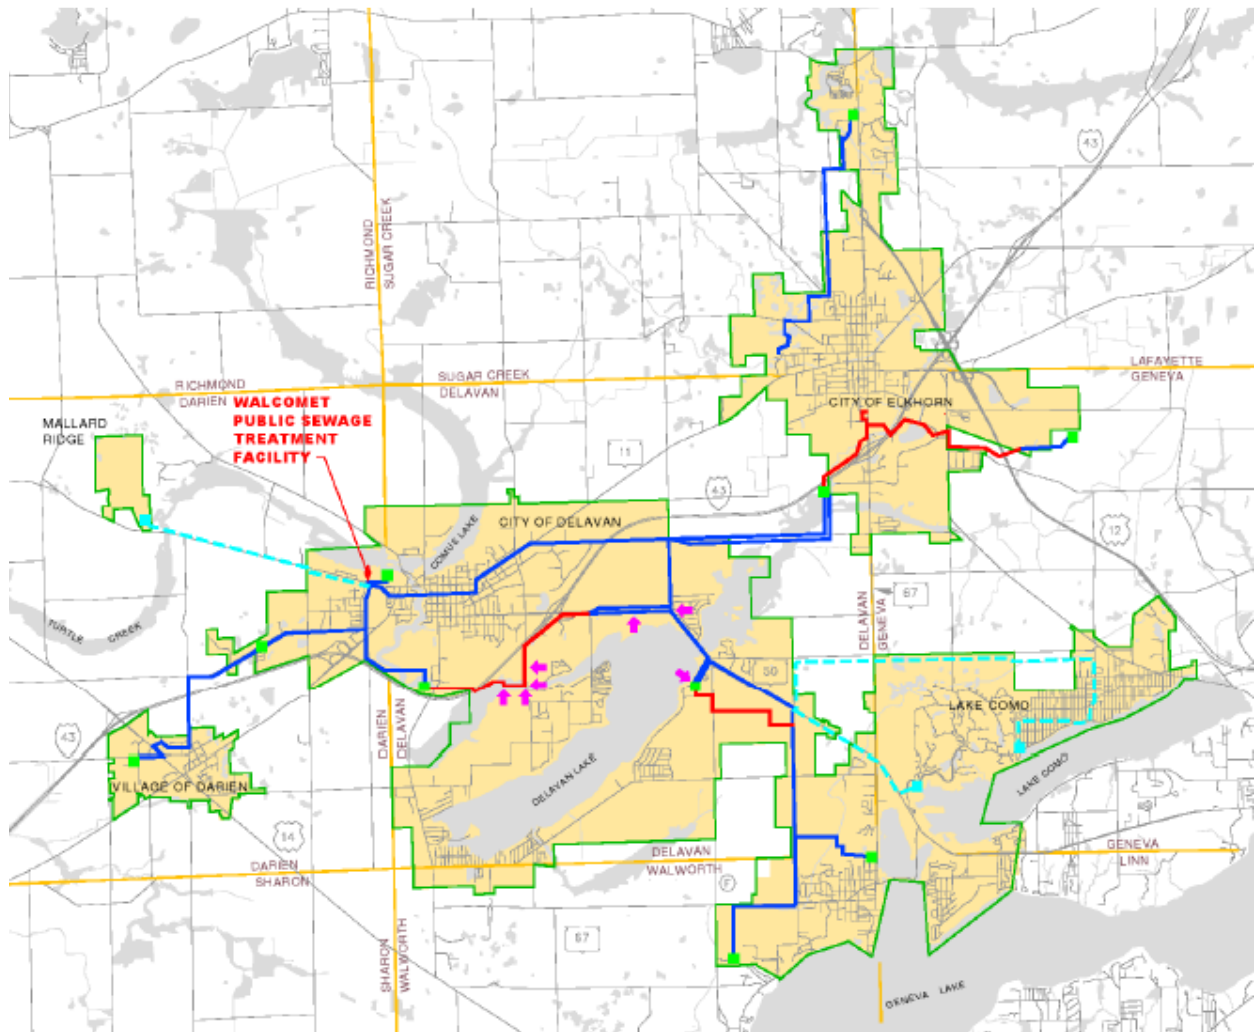 43
RICHMOND
SUGAR CREEK
LAFAYETTE
GENEVA
SUGAR CREEK
DELAVAN
RICHMOND
DARIEN
WALCOMET
PUBLIC SEWAGE
TREATMENT
FACILITY
MALLARD
RIDGE
CITY OF ELKHORN
11
43
12
CITY OF DELAVAN
COMUS LAKE
67
DELAVAN
GENEVA
TURTLE CREEK
50
LAKE COMO
DARIEN
DELAVAN
43
LAKE COMO
DELAVAN LAKE
VILLAGE OF DARIEN
14
GENEVA
LINN
DELAVAN
WALWORTH
DARIEN
SHARON
F
67
SHARON
WALWORTH
GENEVA LAKE